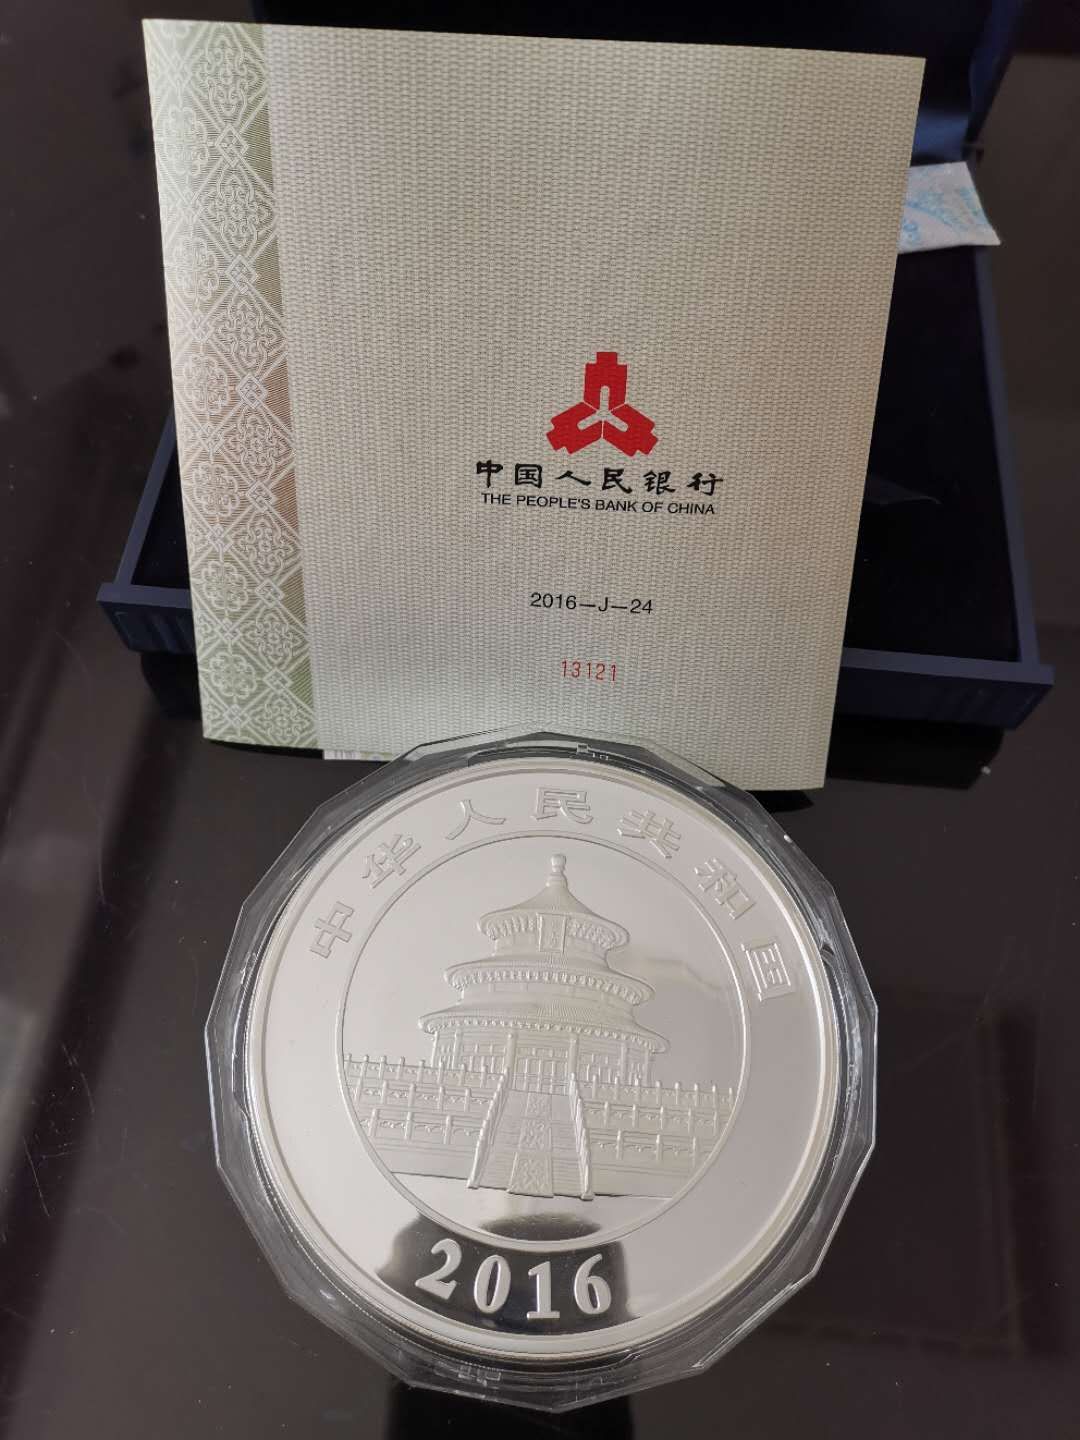 中国人民银行
THE PEOPLE'S BANK OF CHINA
2016—J—24
13121
中华人民共和国
2016